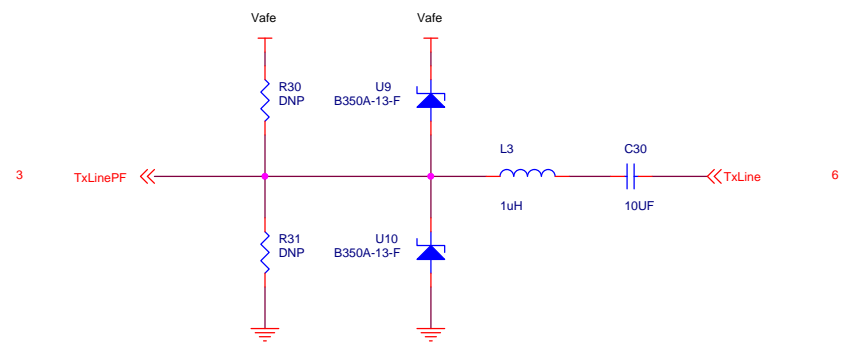 Vafe
Vafe
R30
DNP
U9
B350A-13-F
L3
C30
3
TxLinePF
TxLine
6
1uH
10UF
R31
DNP
U10
B350A-13-F